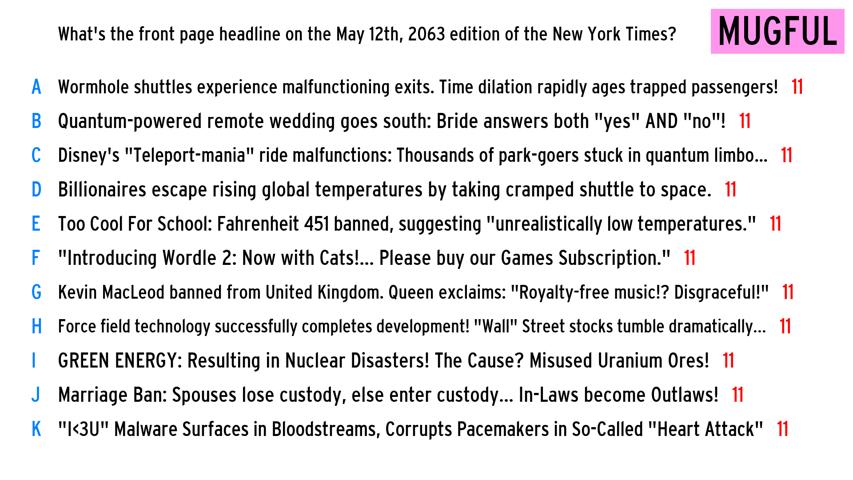 What's the front page headline on the May 12th, 2063 edition of the New York Times?
MUGFUL
A Wormhole shuttles experience malfunctioning exits. Time dilation rapidly ages trapped passengers! 11
B Quantum-powered remote wedding goes south: Bride answers both "yes" AND "no"! 11
C Disney's "Teleport-mania" ride malfunctions: Thousands of park-goers stuck in quantum limbo... 11
D Billionaires escape rising global temperatures by taking cramped shuttle to space. 11
E Too Cool For School: Fahrenheit 451 banned, suggesting "unrealistically low temperatures." 11
F "Introducing Wordle 2: Now with Cats!... Please buy our Games Subscription." 11
G Kevin MacLeod banned from United Kingdom. Queen exclaims: "Royalty-free music!? Disgraceful!" 11
H Force field technology successfully completes development! "Wall" Street stocks tumble dramatically... 11
I GREEN ENERGY: Resulting in Nuclear Disasters! The Cause? Misused Uranium Ores! 11
J Marriage Ban: Spouses lose custody, else enter custody... In-Laws become Outlaws! 11
K "I<3U" Malware Surfaces in Bloodstreams, Corrupts Pacemakers in So-Called "Heart Attack" 11